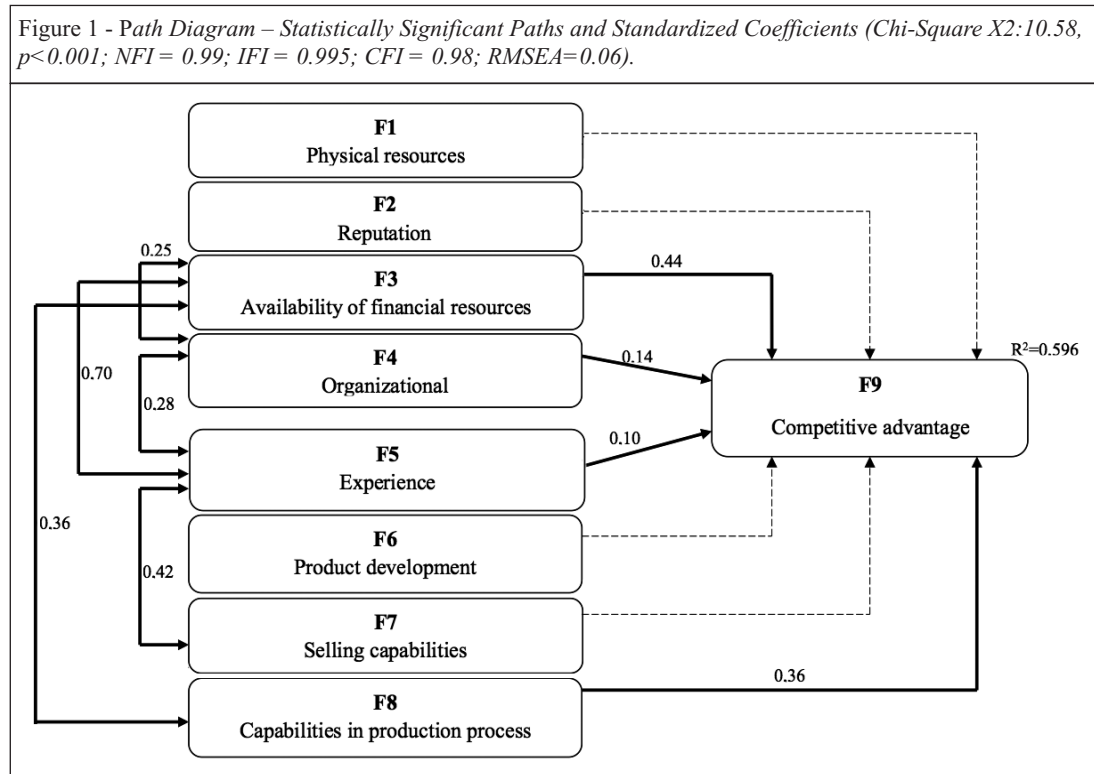 Figure 1 - Path Diagram – Statistically Significant Paths and Standardized Coefficients (Chi-Square X2:10.58,
p<0.001; NFI = 0.99; IFI = 0.995; CFI = 0.98; RMSEA=0.06).
F1
Physical resources
F2
Reputation
0.25
F3
Availability of financial resources
0.44
F4
Organizational
0.14
R²=0.596
0.70
0.28
F9
Competitive advantage
F5
Experience
0.10
0.36
F6
Product development
0.42
F7
Selling capabilities
F8
Capabilities in production process
0.36